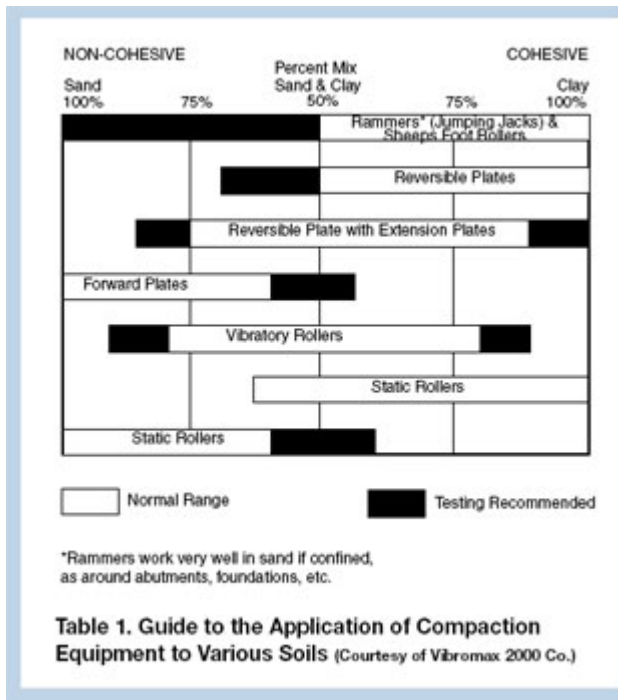 NON-COHESIVE COHESIVE
Percent Mix
Sand Sand & Clay Clay
100% 75% 50% 75% 100%
Rammers* (Jumping Jacks) &
Sheeps Foot Rollers
Reversible Plates
Reversible Plate with Extension Plates
Forward Plates
Vibratory Rollers
Static Rollers
Static Rollers
Normal Range Testing Recommended
*Rammers work very well in sand if confined,
as around abutments, foundations, etc.
Table 1. Guide to the Application of Compaction
Equipment to Various Soils (Courtesy of Vibromax 2000 Co.)